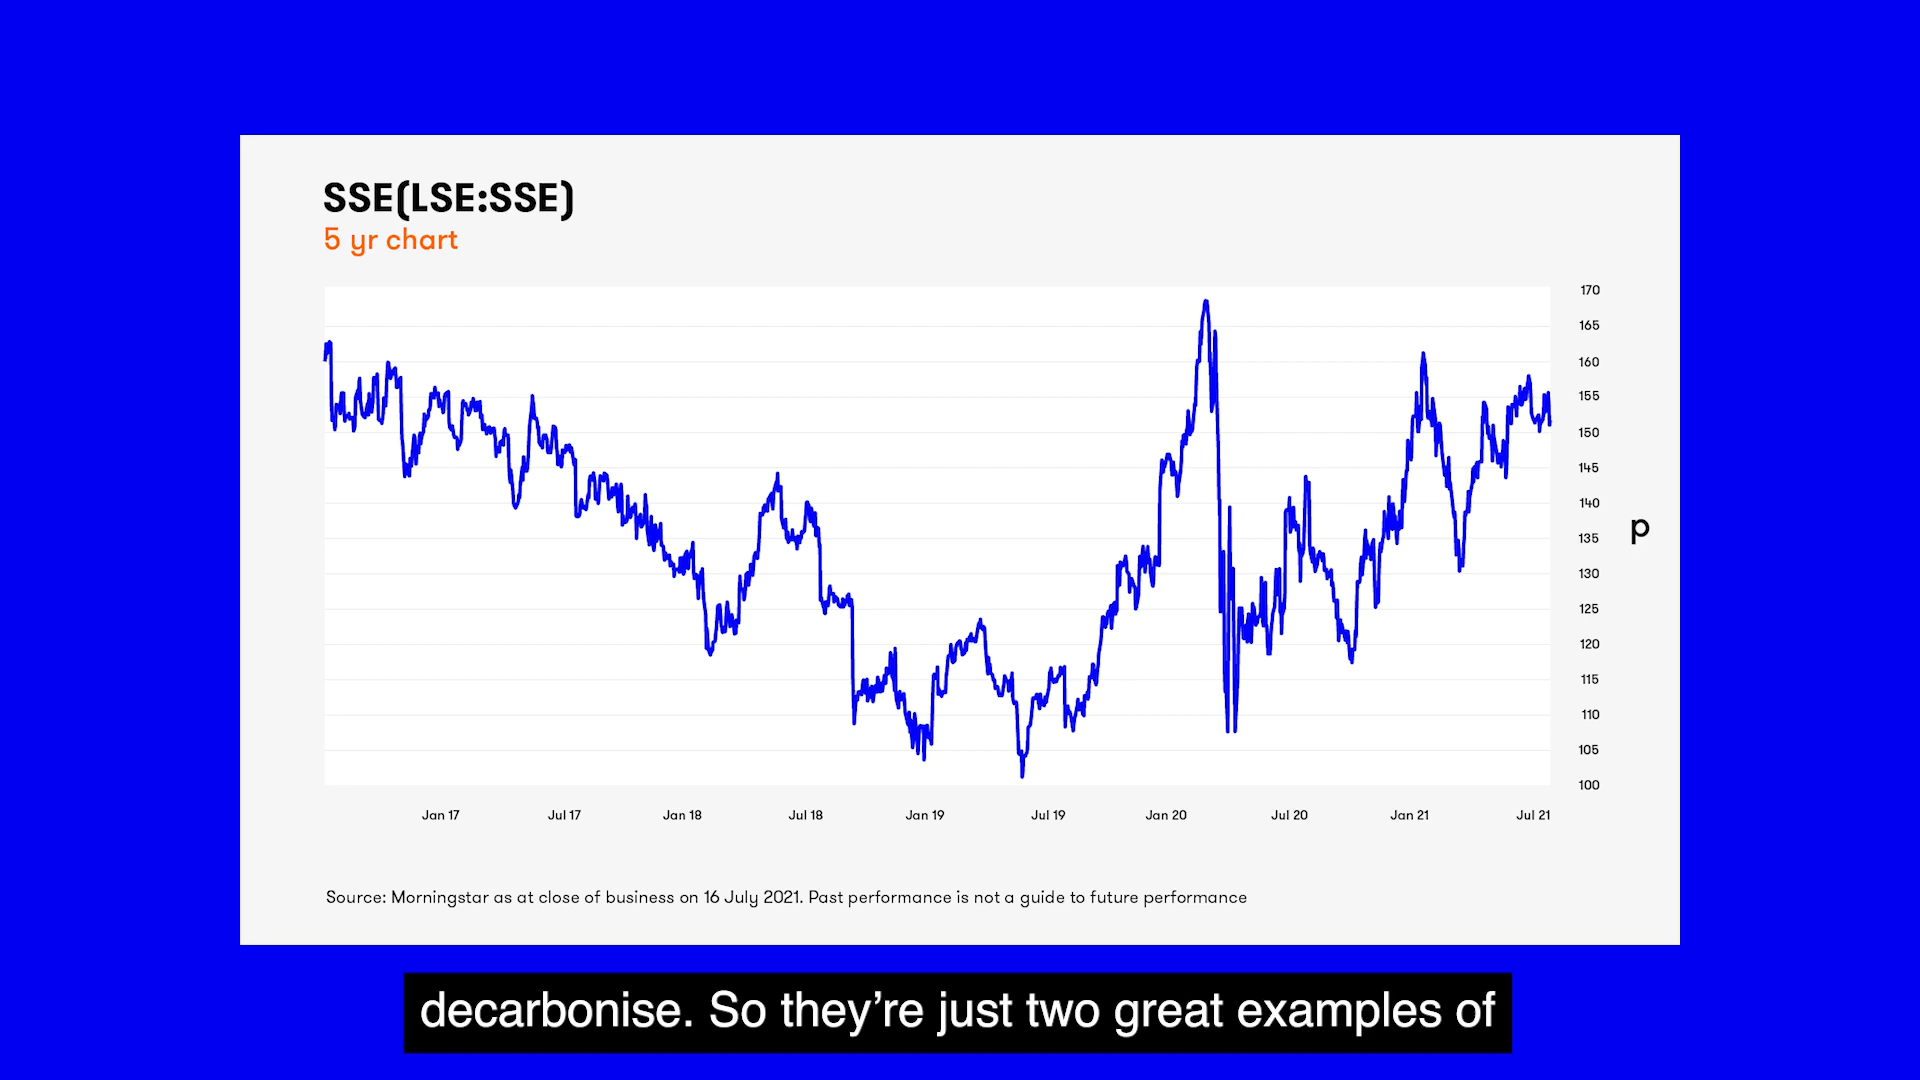 SSE(LSE:SSE)
5 yr chart
170
165
160
155
150
145
140
135
130
125
120
115
110
105
100
p
Jan 17 Jul 17 Jan 18 Jul 18 Jan 19 Jul 19 Jan 20 Jul 20 Jan 21 Jul 21
Source: Morningstar as at close of business on 16 July 2021. Past performance is not a guide to future performance
decarbonise. So they’re just two great examples of